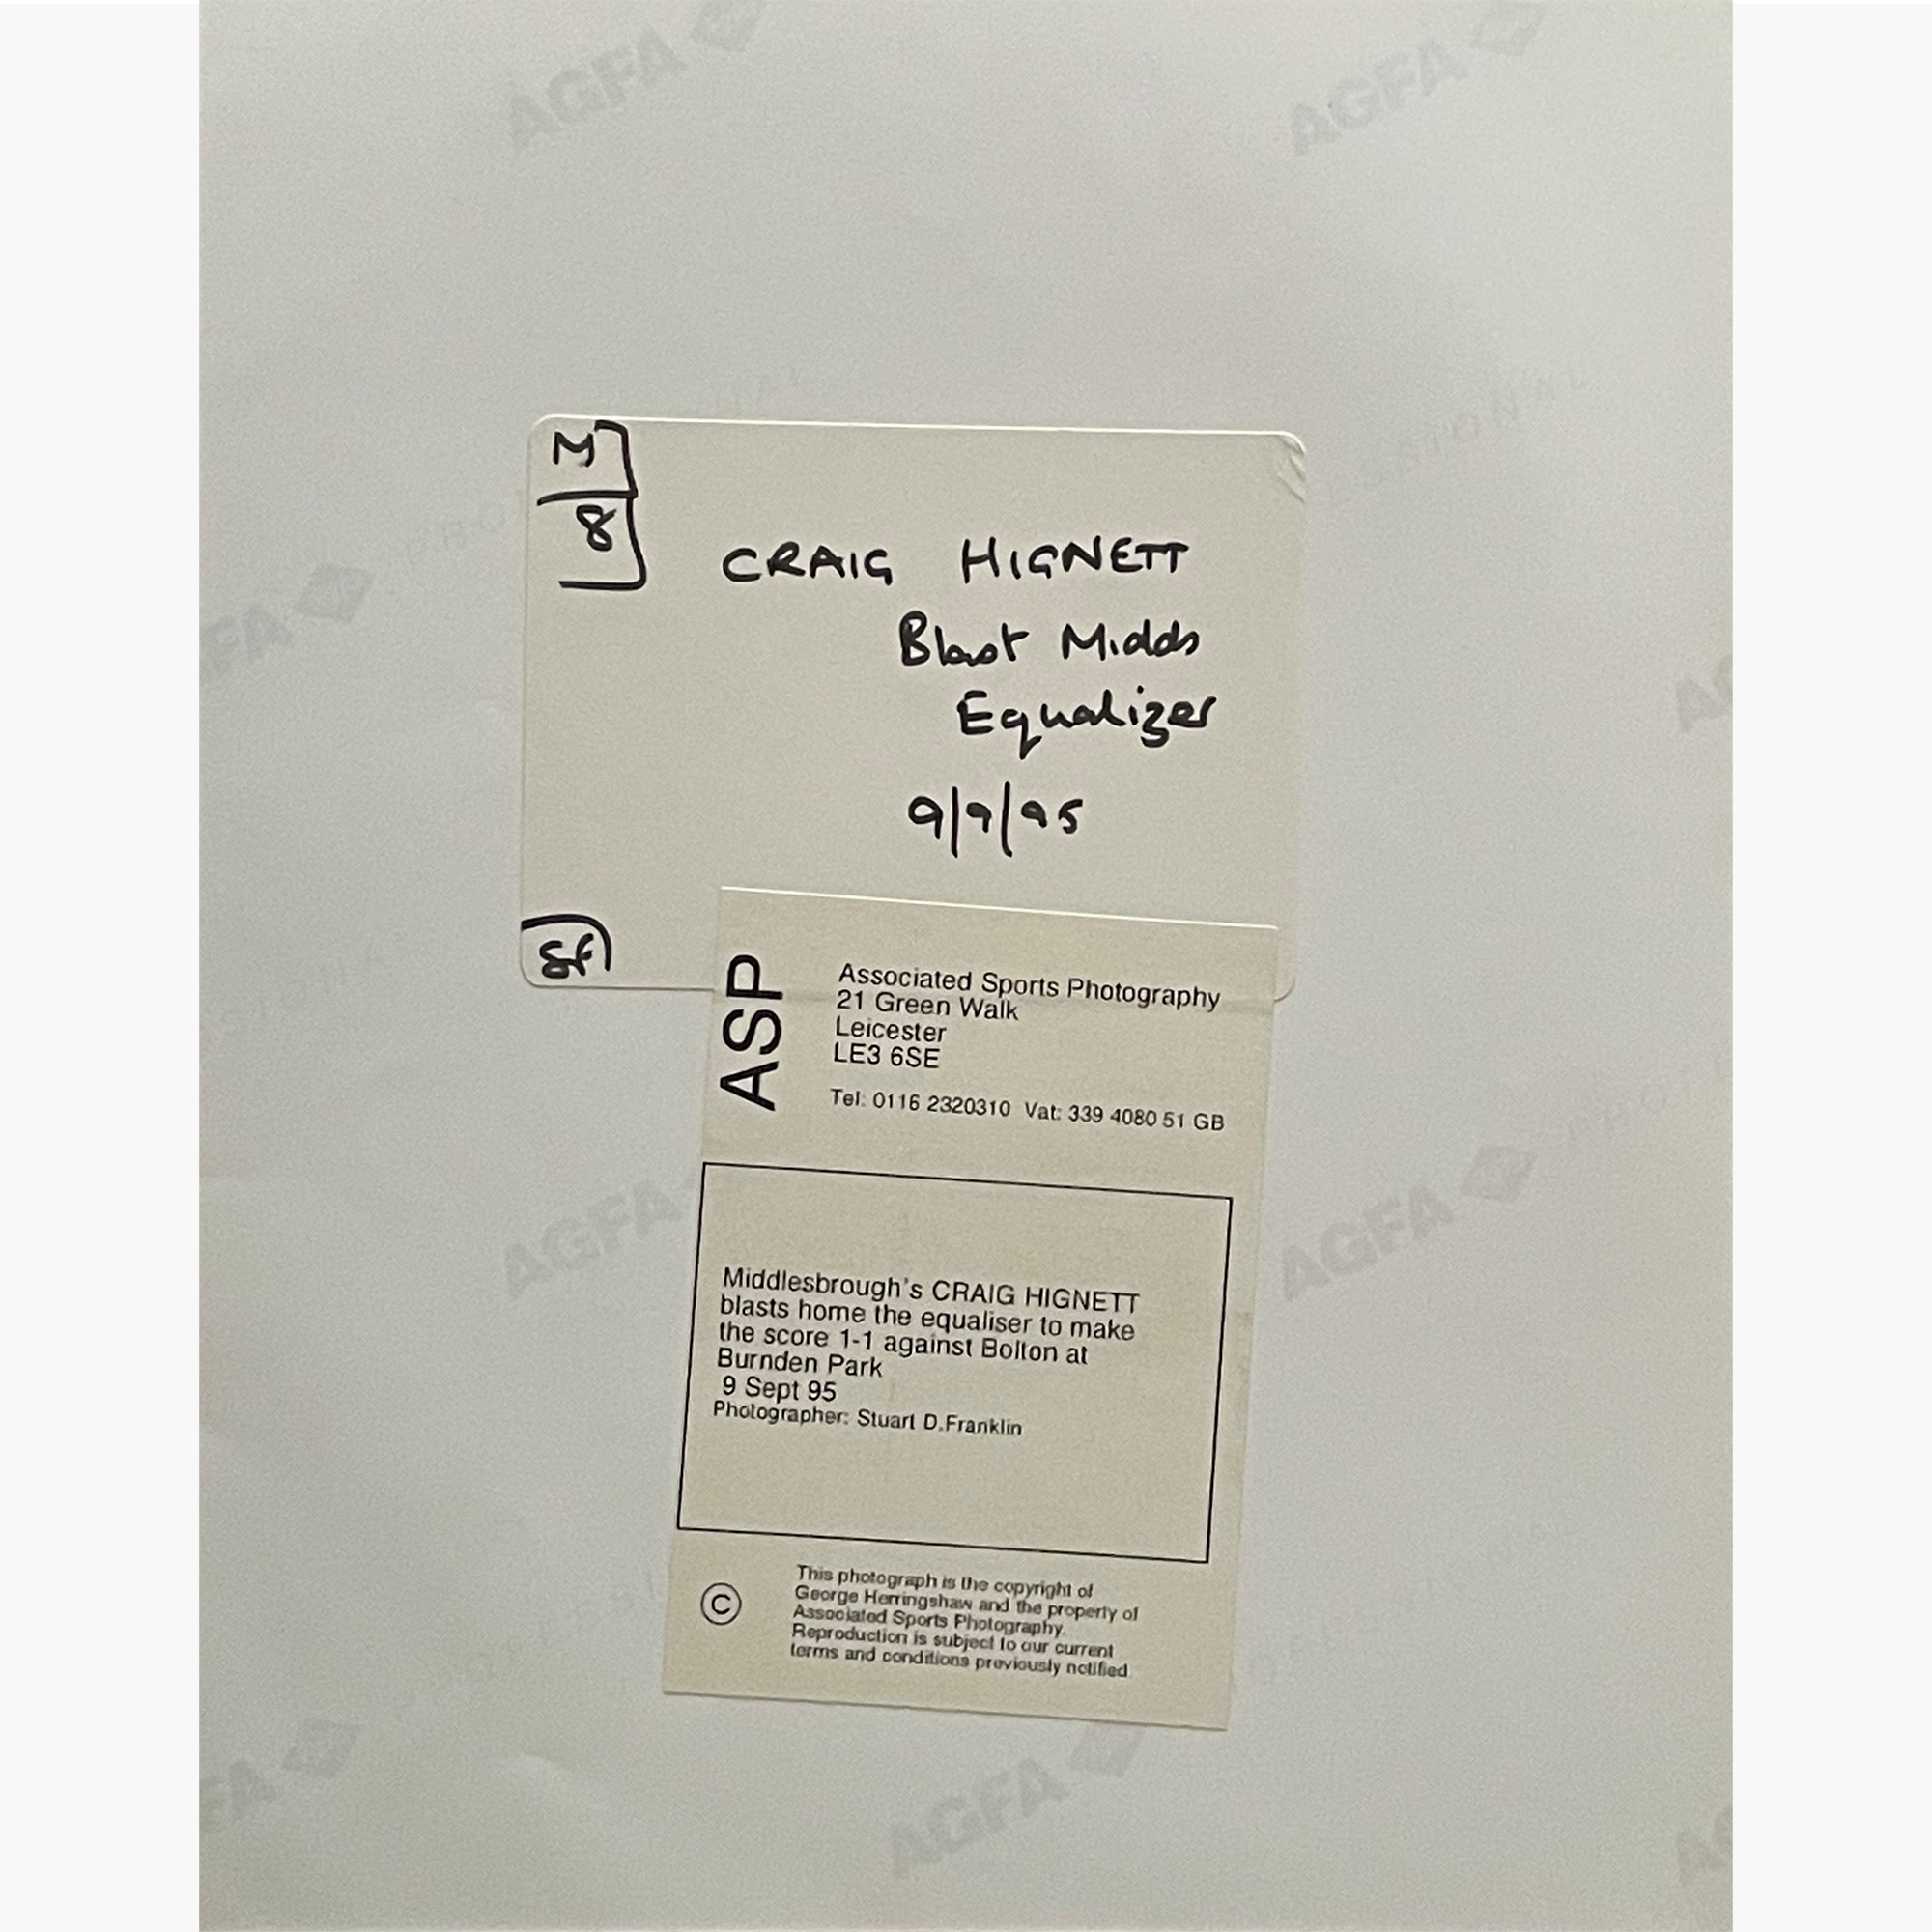 AGFA
AGFA
M
8
CRAIG HIGNETT
Blast Midds
Equalizer
9/9/95
SF
ASP
Associated Sports Photography
21 Green Walk
Leicester
LE3 6SE
Tel: 0116 2320310 Vat: 339 4080 51 GB
AGFA
AGFA
Middlesbrough's CRAIG HIGNETT
blasts home the equaliser to make
the score 1-1 against Bolton at
Burnden Park
9 Sept 95
Photographer: Stuart D.Franklin
©
This photograph is the copyright of
George Herringshaw and the property of
Associated Sports Photography.
Reproduction is subject to our current
terms and conditions previously notified
AGFA